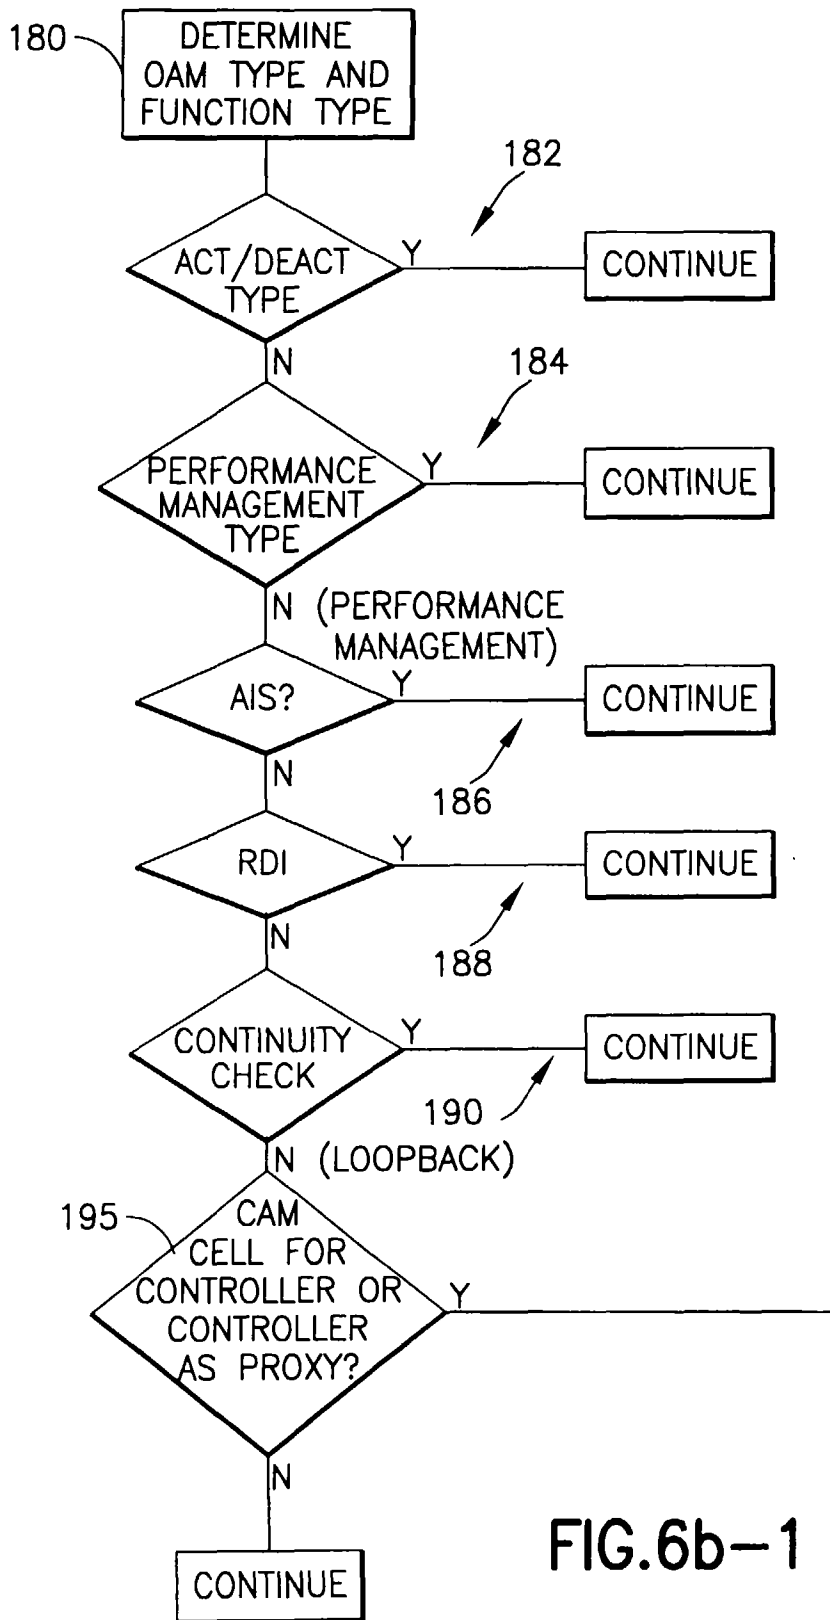 180
DETERMINE
OAM TYPE AND
FUNCTION TYPE
182
ACT/DEACT
TYPE
Y
CONTINUE
N
184
PERFORMANCE
MANAGEMENT
TYPE
Y
CONTINUE
N (PERFORMANCE
MANAGEMENT)
AIS?
Y
CONTINUE
186
N
RDI
Y
CONTINUE
188
N
CONTINUITY
CHECK
Y
CONTINUE
190
N (LOOPBACK)
195
CAM
CELL FOR
CONTROLLER OR
CONTROLLER
AS PROXY?
Y
N
CONTINUE
FIG.6b-1